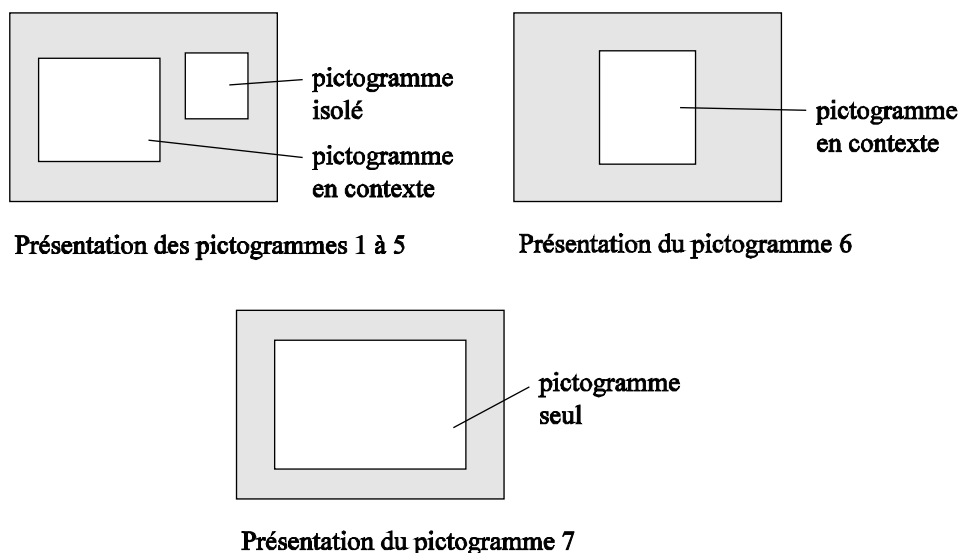 pictogramme
isolé
pictogramme
en contexte
Présentation des pictogrammes 1 à 5
pictogramme
en contexte
Présentation du pictogramme 6
pictogramme
seul
Présentation du pictogramme 7